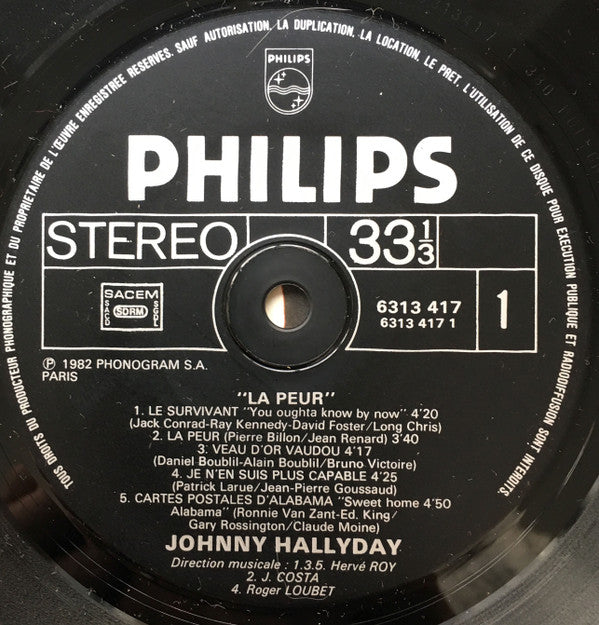 TOUS DROITS DU PRODUCTEUR PHONOGRAPHIQUE ET DU PROPRIETAIRE DE L'ŒUVRE ENREGISTREE RESERVES. SAUF AUTORISATION, LA DUPLICATION, LA LOCATION, LE PRET, L'UTILISATION DE CE DISQUE POUR EXECUTION PUBLIQUE ET RADIODIFFUSION SONT INTERDITS
PHILIPS
PHILIPS
STEREO 33 1/3
SACEM
SACD SDRM SGDL
6313 417
6313 417 1
1
Ⓟ 1982 PHONOGRAM S.A.
PARIS
"LA PEUR"
1. LE SURVIVANT "You oughta know by now" 4'20
(Jack Conrad-Ray Kennedy-David Foster/Long Chris)
2. LA PEUR (Pierre Billon/Jean Renard) 3'40
3. VEAU D'OR VAUDOU 4'17
(Daniel Boublil-Alain Boublil/Bruno Victoire)
4. JE N'EN SUIS PLUS CAPABLE 4'25
(Patrick Larue/Jean-Pierre Goussaud)
5. CARTES POSTALES D'ALABAMA "Sweet home 4'50
Alabama" (Ronnie Van Zant-Ed. King/
Gary Rossington/Claude Moine)
JOHNNY HALLYDAY
Direction musicale : 1.3.5. Hervé ROY
2. J. COSTA
4. Roger LOUBET